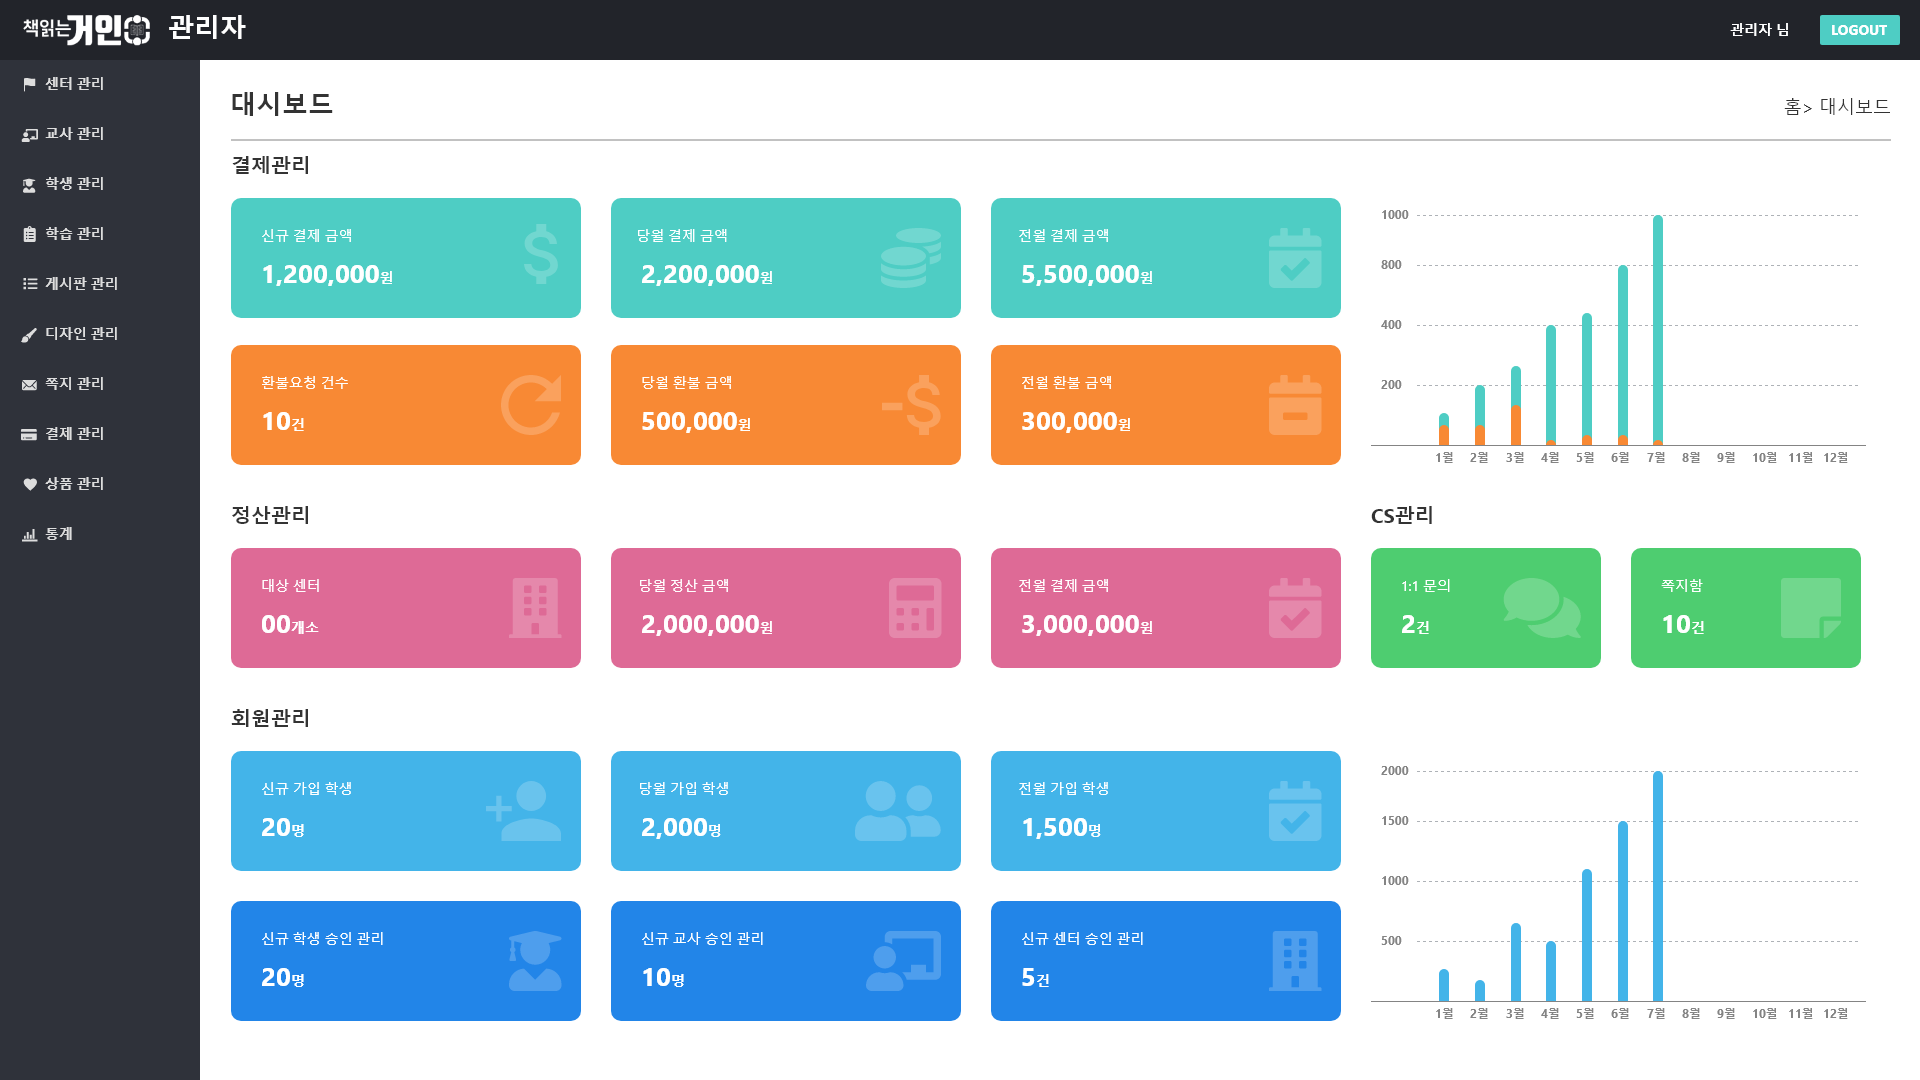 책읽는거인 관리자
관리자 님
LOGOUT
센터 관리
교사 관리
학생 관리
학습 관리
게시판 관리
디자인 관리
쪽지 관리
결제 관리
상품 관리
통계
대시보드
홈> 대시보드
결제관리
신규 결제 금액
1,200,000원
당월 결제 금액
2,200,000원
전월 결제 금액
5,500,000원
환불요청 건수
10건
당월 환불 금액
500,000원
전월 환불 금액
300,000원
1000
800
400
200
1월 2월 3월 4월 5월 6월 7월 8월 9월 10월 11월 12월
정산관리
대상 센터
00개소
당월 정산 금액
2,000,000원
전월 결제 금액
3,000,000원
CS관리
1:1 문의
2건
쪽지함
10건
회원관리
신규 가입 학생
20명
당월 가입 학생
2,000명
전월 가입 학생
1,500명
신규 학생 승인 관리
20명
신규 교사 승인 관리
10명
신규 센터 승인 관리
5건
2000
1500
1000
500
1월 2월 3월 4월 5월 6월 7월 8월 9월 10월 11월 12월